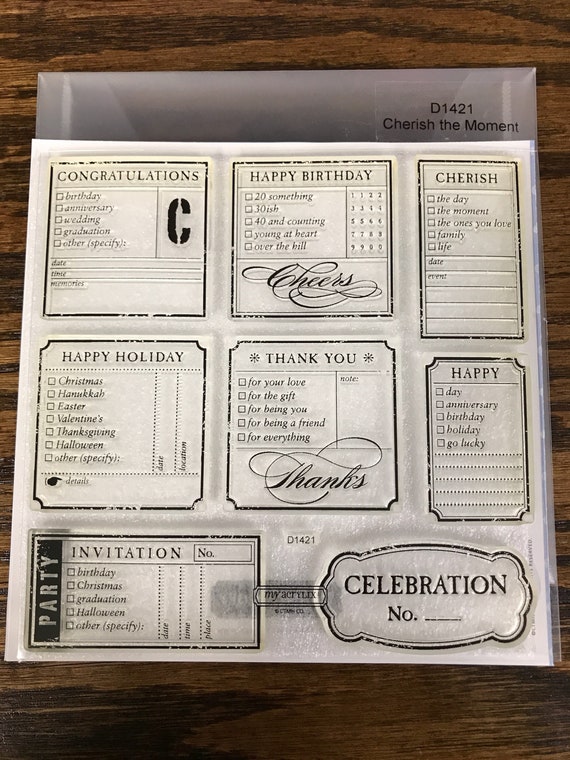 D1421
Cherish the Moment
CONGRATULATIONS
birthday
anniversary
wedding
graduation
other (specify):
C
date
time
memories
HAPPY BIRTHDAY
20 something
30ish
40 and counting
young at heart
over the hill
1 1 2 2
3 3 4 4
5 5 6 6
7 7 8 8
9 9 0 0
Cheers
CHERISH
the day
the moment
the ones you love
family
life
date
event
HAPPY HOLIDAY
Christmas
Hanukkah
Easter
Valentine's
Thanksgiving
Halloween
other (specify):
date
location
details
THANK YOU
for your love
for the gift
for being you
for being a friend
for everything
note:
Thanks
HAPPY
day
anniversary
birthday
holiday
go lucky
PARTY
INVITATION
No.
birthday
Christmas
graduation
Halloween
other (specify):
date
time
place
D1421
my acrylix
© CTMH CO.
CELEBRATION
No.